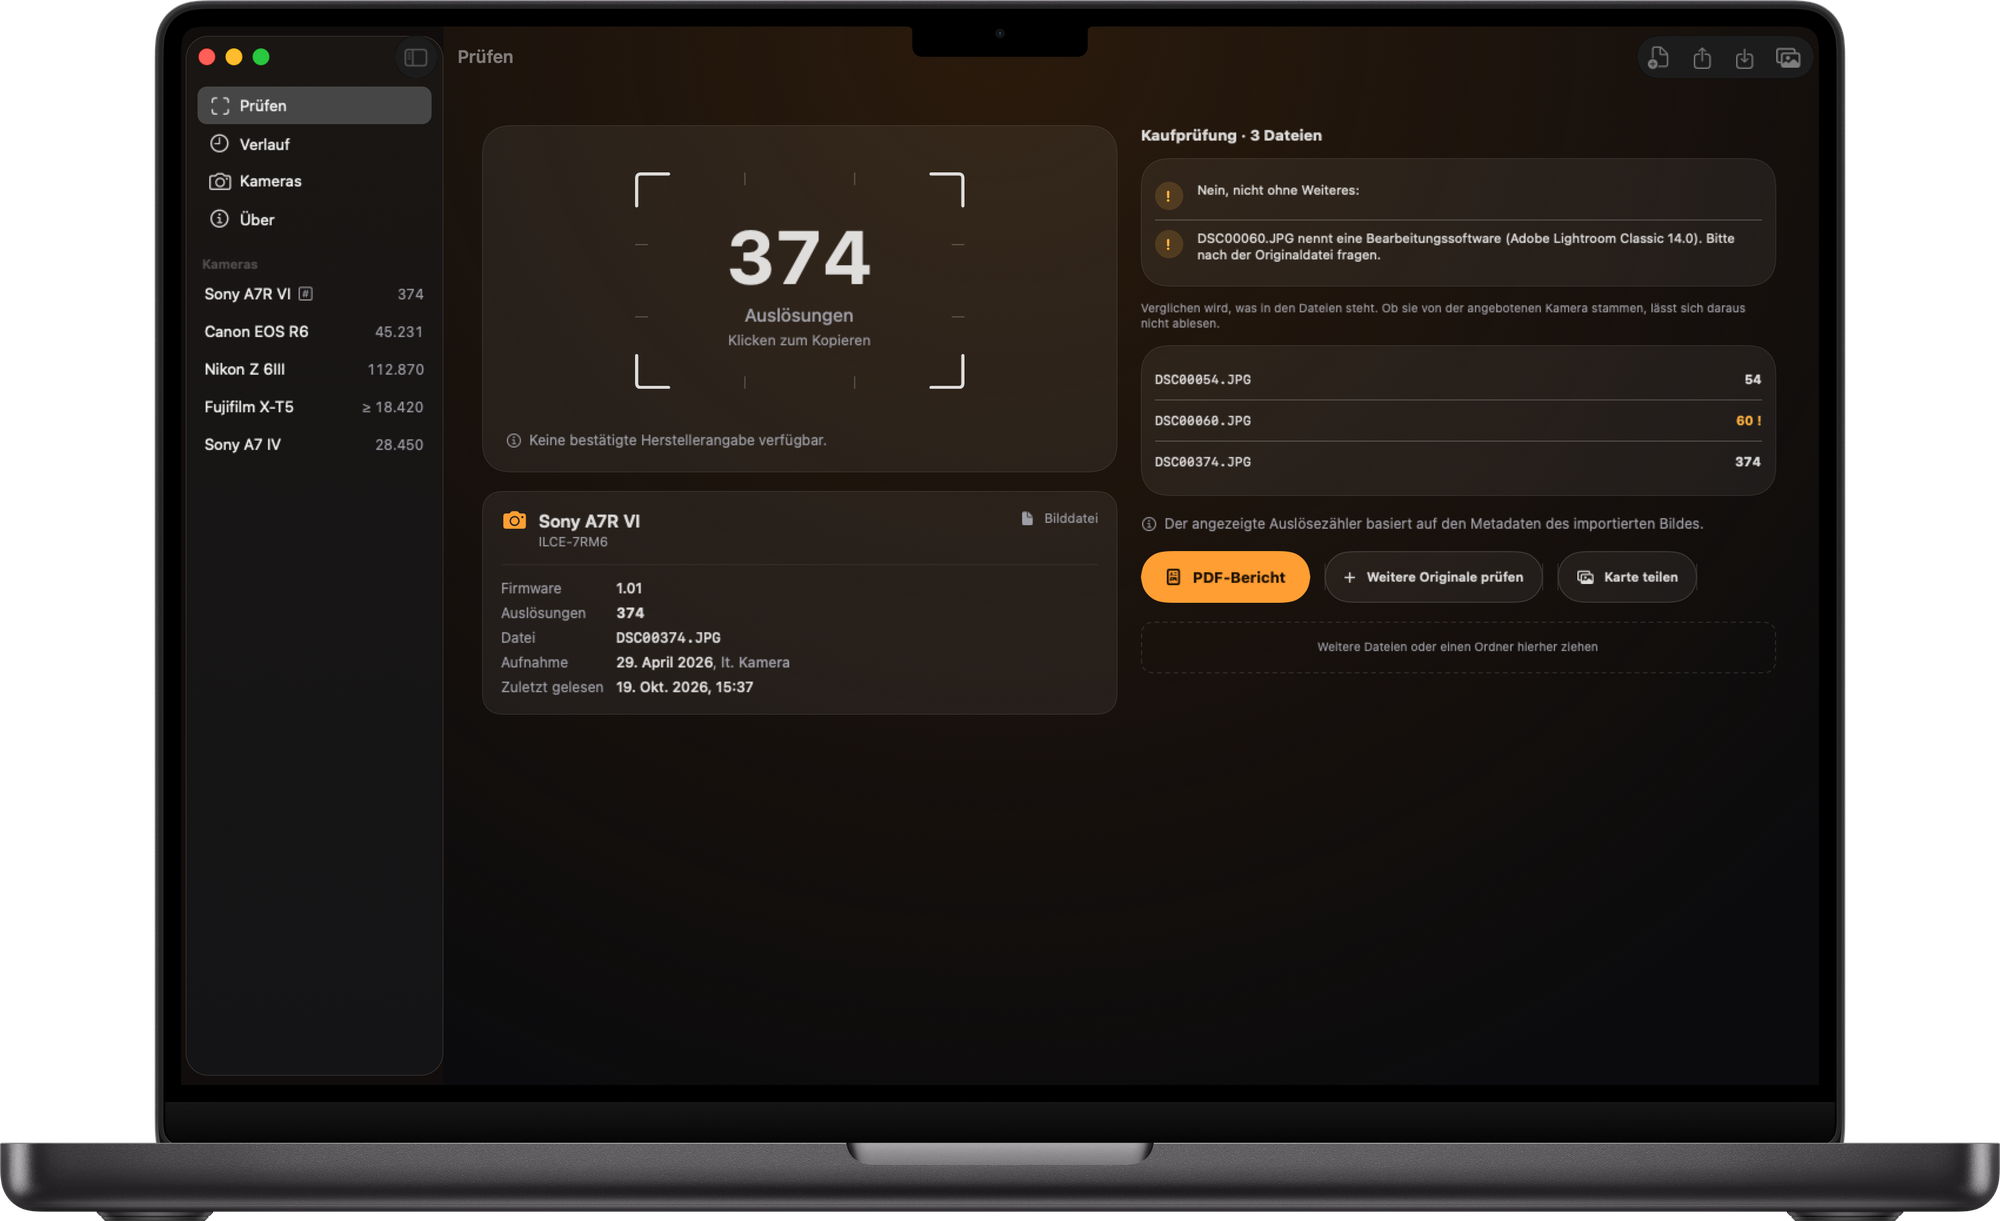 Prüfen
Prüfen
Verlauf
Kameras
Über
Kameras
Sony A7R VI # 374
Canon EOS R6 45.231
Nikon Z 6III 112.870
Fujifilm X-T5 ≥ 18.420
Sony A7 IV 28.450
374
Auslösungen
Klicken zum Kopieren
Keine bestätigte Herstellerangabe verfügbar.
Sony A7R VI
ILCE-7RM6
Bilddatei
Firmware 1.01
Auslösungen 374
Datei DSC00374.JPG
Aufnahme 29. April 2026, lt. Kamera
Zuletzt gelesen 19. Okt. 2026, 15:37
Kaufprüfung · 3 Dateien
! Nein, nicht ohne Weiteres:
! DSC00060.JPG nennt eine Bearbeitungssoftware (Adobe Lightroom Classic 14.0). Bitte
nach der Originaldatei fragen.
Verglichen wird, was in den Dateien steht. Ob sie von der angebotenen Kamera stammen, lässt sich daraus
nicht ablesen.
DSC00054.JPG 54
DSC00060.JPG 60 !
DSC00374.JPG 374
Der angezeigte Auslösezähler basiert auf den Metadaten des importierten Bildes.
PDF-Bericht
+ Weitere Originale prüfen
Karte teilen
Weitere Dateien oder einen Ordner hierher ziehen